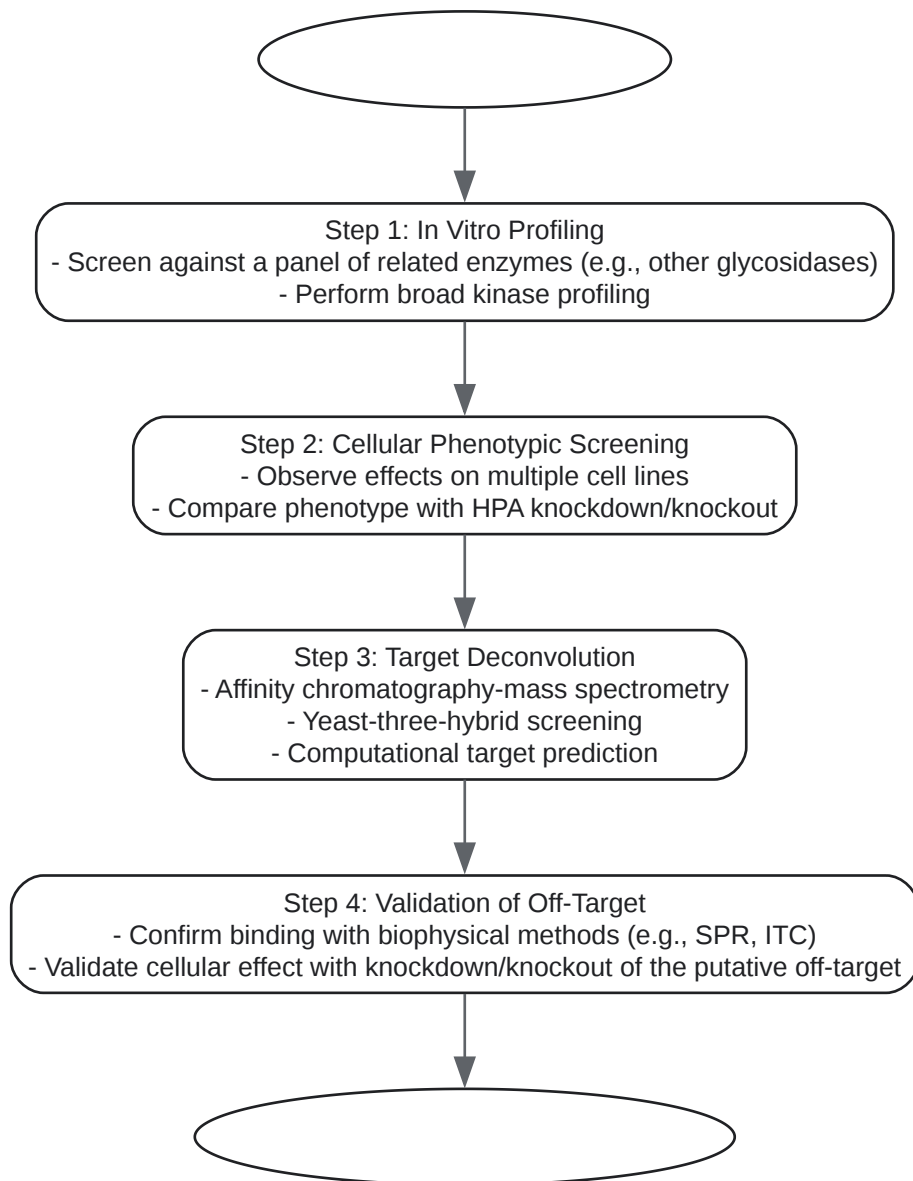 Step 1: In Vitro Profiling
- Screen against a panel of related enzymes (e.g., other glycosidases)
- Perform broad kinase profiling
Step 2: Cellular Phenotypic Screening
- Observe effects on multiple cell lines
- Compare phenotype with HPA knockdown/knockout
Step 3: Target Deconvolution
- Affinity chromatography-mass spectrometry
- Yeast-three-hybrid screening
- Computational target prediction
Step 4: Validation of Off-Target
- Confirm binding with biophysical methods (e.g., SPR, ITC)
- Validate cellular effect with knockdown/knockout of the putative off-target